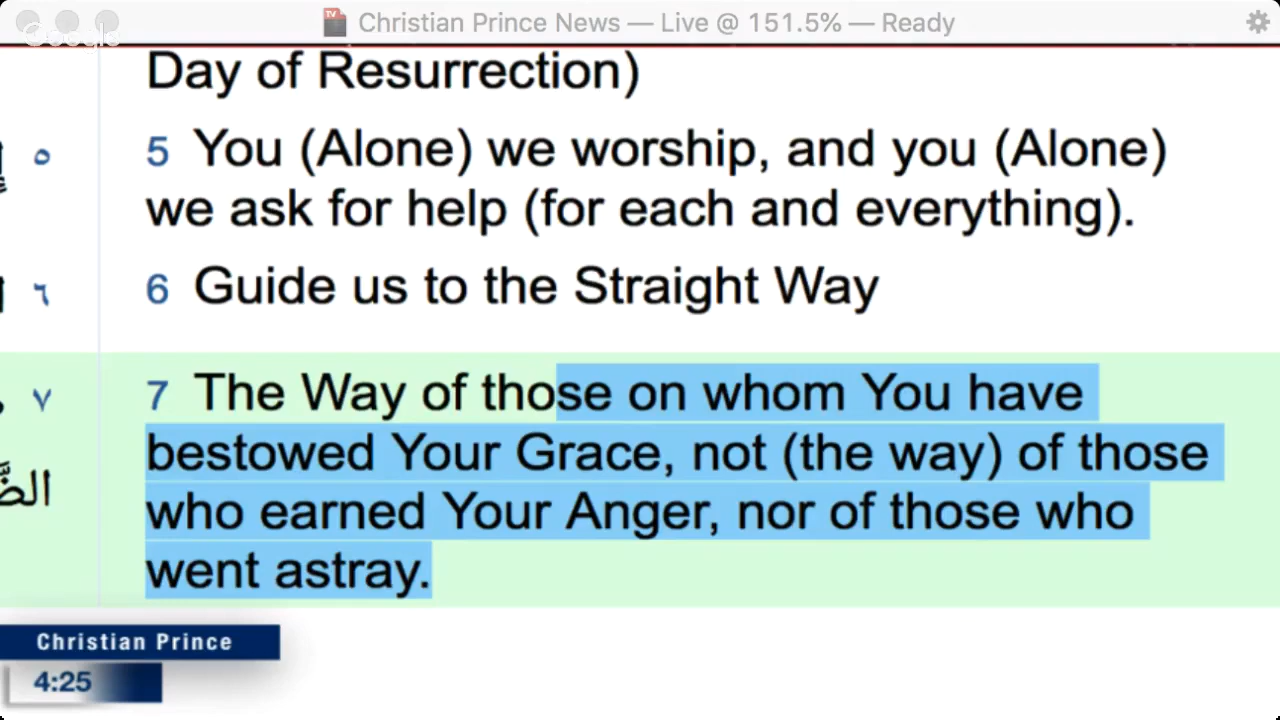 Christian Prince News — Live @ 151.5% — Ready
Google
TV
Day of Resurrection)
٥ 5 You (Alone) we worship, and you (Alone)
we ask for help (for each and everything).
٦ 6 Guide us to the Straight Way
٧ 7 The Way of those on whom You have
bestowed Your Grace, not (the way) of those
who earned Your Anger, nor of those who
went astray.
Christian Prince
4:25